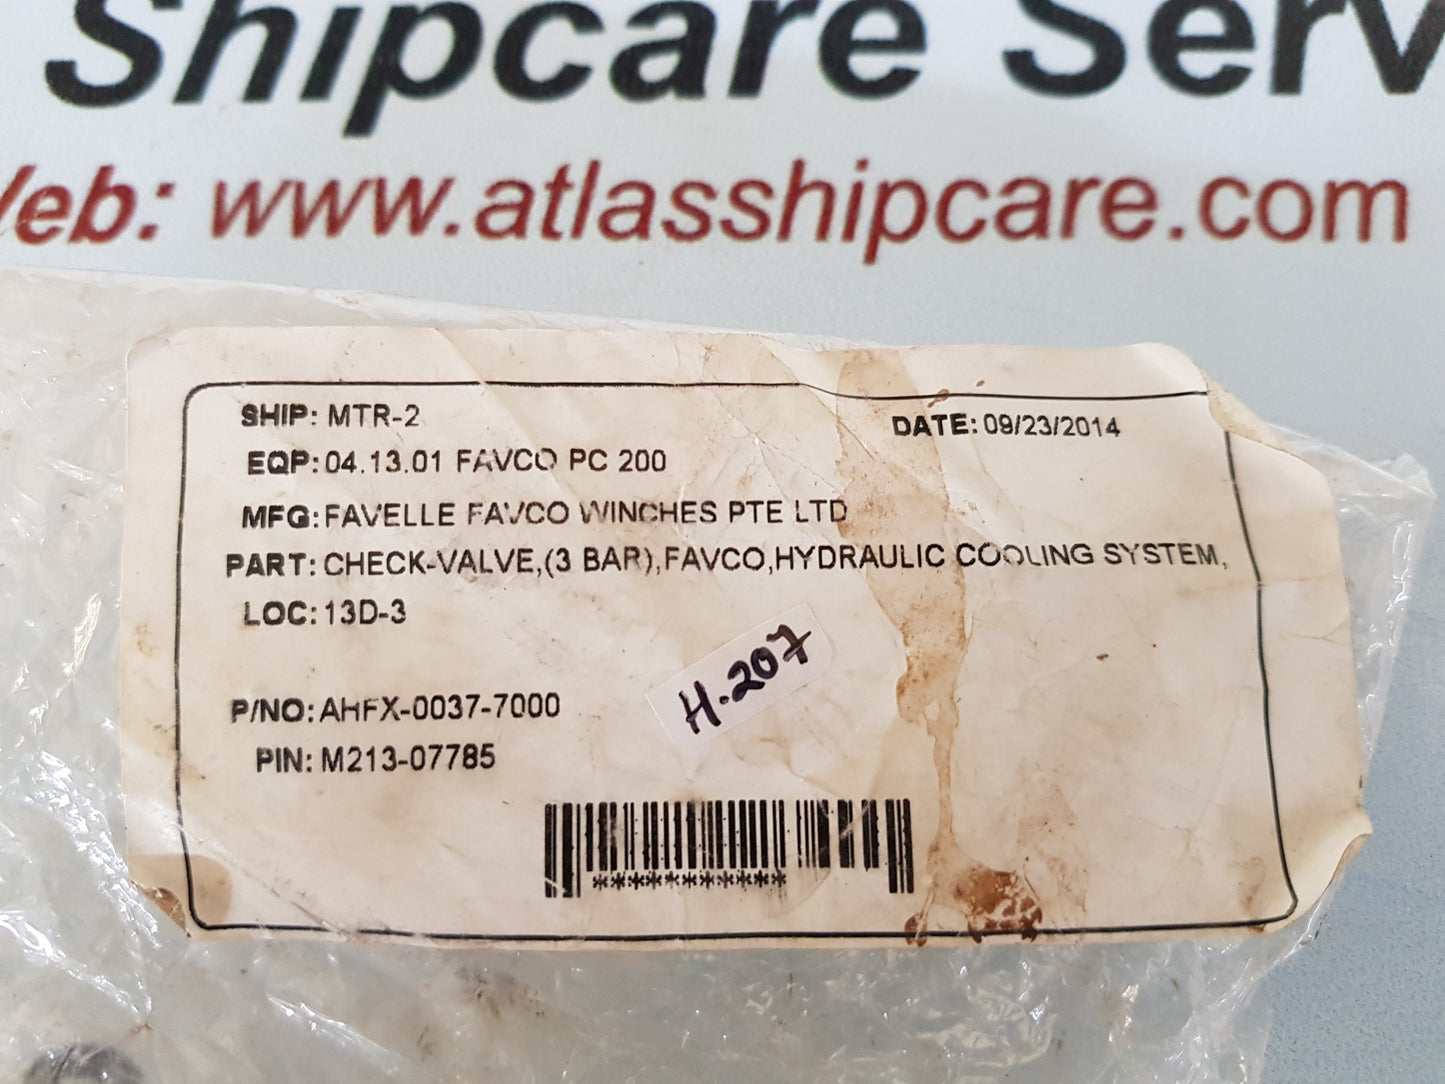 Shipcare Serv
Web: www.atlasshipcare.com
SHIP: MTR-2
DATE: 09/23/2014
EQP: 04.13.01 FAVCO PC 200
MFG: FAVELLE FAVCO WINCHES PTE LTD
PART: CHECK-VALVE,(3 BAR),FAVCO,HYDRAULIC COOLING SYSTEM,
LOC: 13D-3
H-207
P/NO: AHFX-0037-7000
PIN: M213-07785
***********